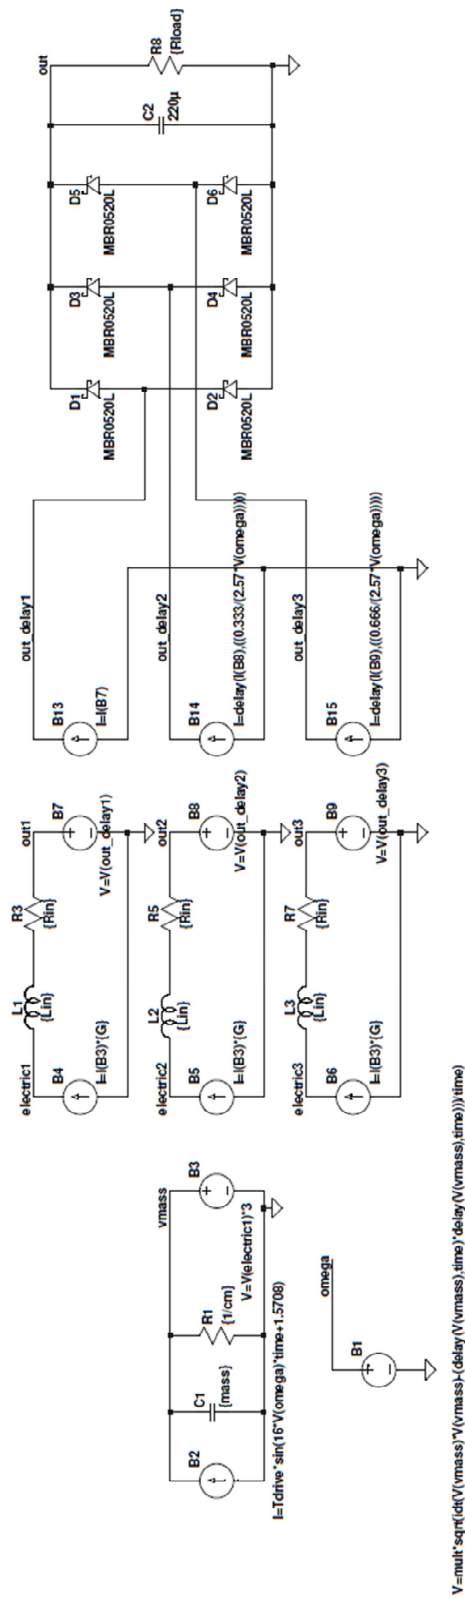 B2
I=Tdrive*sin(16*V(omega)*time+1.5708)
C1
{mass}
R1
{1/cm}
vmass
B3
V=V(electric1)*3
omega
B1
V=mult*sqrt(idt(V(vmass)*V(vmass)-(delay(V(vmass),time)*delay(V(vmass),time)))/time)
electric1
B4
I=I(B3)*{G}
L1
{Lin}
R3
{Rin}
out1
B7
V=V(out_delay1)
electric2
B5
I=I(B3)*{G}
L2
{Lin}
R5
{Rin}
out2
B8
V=V(out_delay2)
electric3
B6
I=I(B3)*{G}
L3
{Lin}
R7
{Rin}
out3
B9
V=V(out_delay3)
out_delay1
B13
I=I(B7)
out_delay2
B14
I=delay(I(B8),((0.333/(2.57*V(omega)))))
out_delay3
B15
I=delay(I(B9),((0.666/(2.57*V(omega)))))
D1
MBR0520L
D3
MBR0520L
D5
MBR0520L
D2
MBR0520L
D4
MBR0520L
D6
MBR0520L
out
C2
220µ
R8
{Rload}